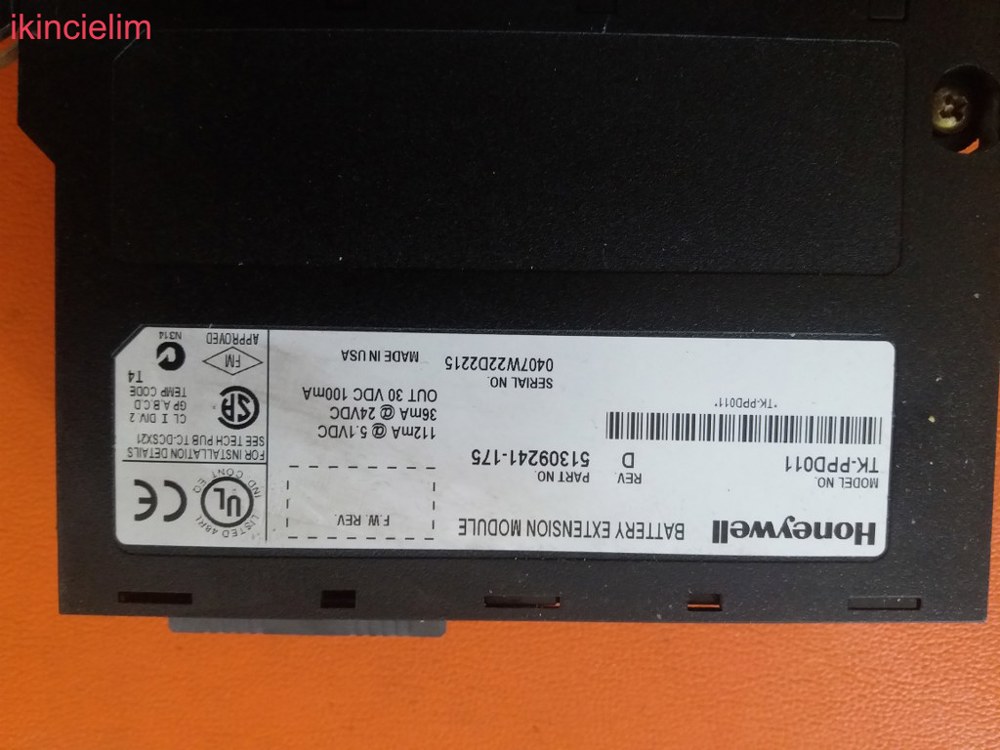 ikincielim
Honeywell
BATTERY EXTENSION MODULE
MODEL NO.
TK-PPD011
REV.
D
PART NO.
51309241-175
*TK-PPD011*
SERIAL NO.
0407W22D2215
F.W. REV.
112mA @ 5.1VDC
36mA @ 24VDC
OUT 30 VDC 100mA
MADE IN USA
LISTED 48KL
UL
IND CONT EQ
CE
FOR INSTALLATION DETAILS
SEE TECH PUB TC-DCSX21
SA
CL I DIV. 2
GP A,B,C,D
TEMP CODE
T4
FM
APPROVED
N314